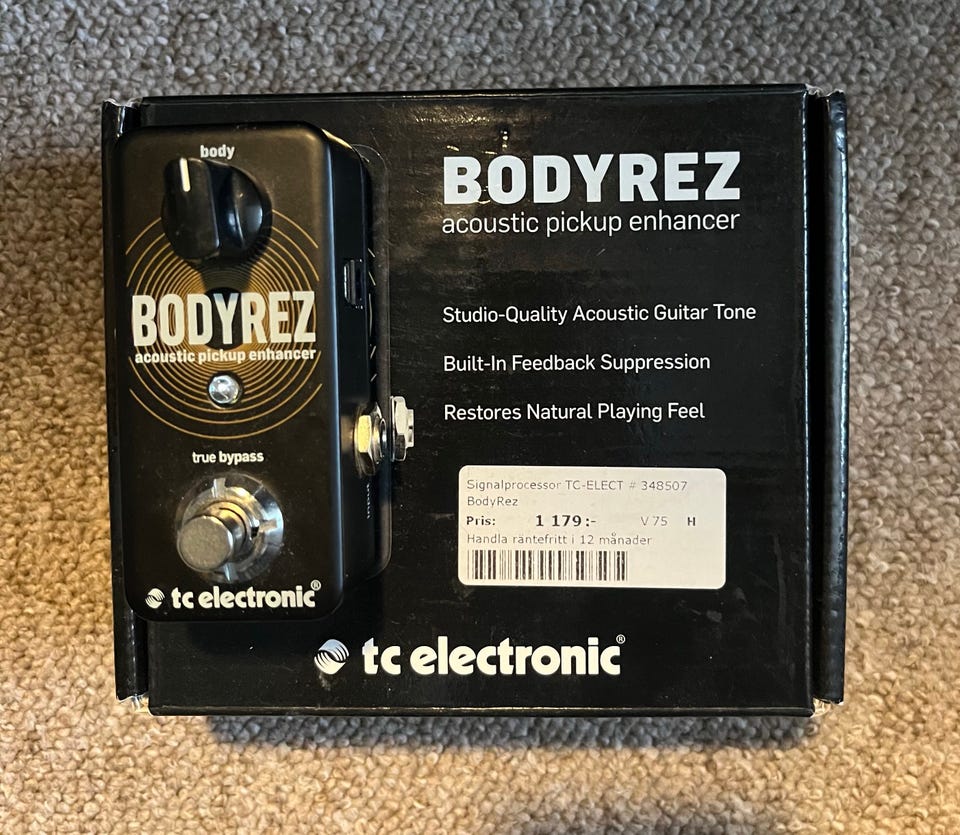 body
BODYREZ
acoustic pickup enhancer
true bypass
tc electronic®
INPUT
BODYREZ
acoustic pickup enhancer
Studio-Quality Acoustic Guitar Tone
Built-In Feedback Suppression
Restores Natural Playing Feel
Signalprocessor TC-ELECT # 348507
BodyRez
Pris: 1 179:- V75 H
Handla räntefritt i 12 månader
tc electronic®